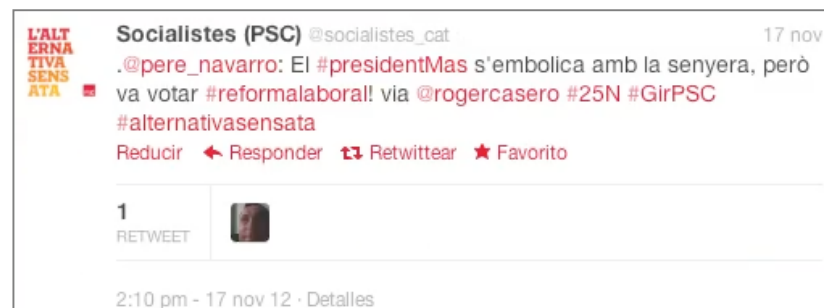 L'ALT
ERNA
TIVA
SENS
ATA
Socialistes (PSC) @socialistes_cat 17 nov
.@pere_navarro: El #presidentMas s'embolica amb la senyera, però
va votar #reformalaboral! via @rogercasero #25N #GirPSC
#alternativasensata
Reducir Responder Retwittear Favorito
1
RETWEET
2:10 pm - 17 nov 12 · Detalles